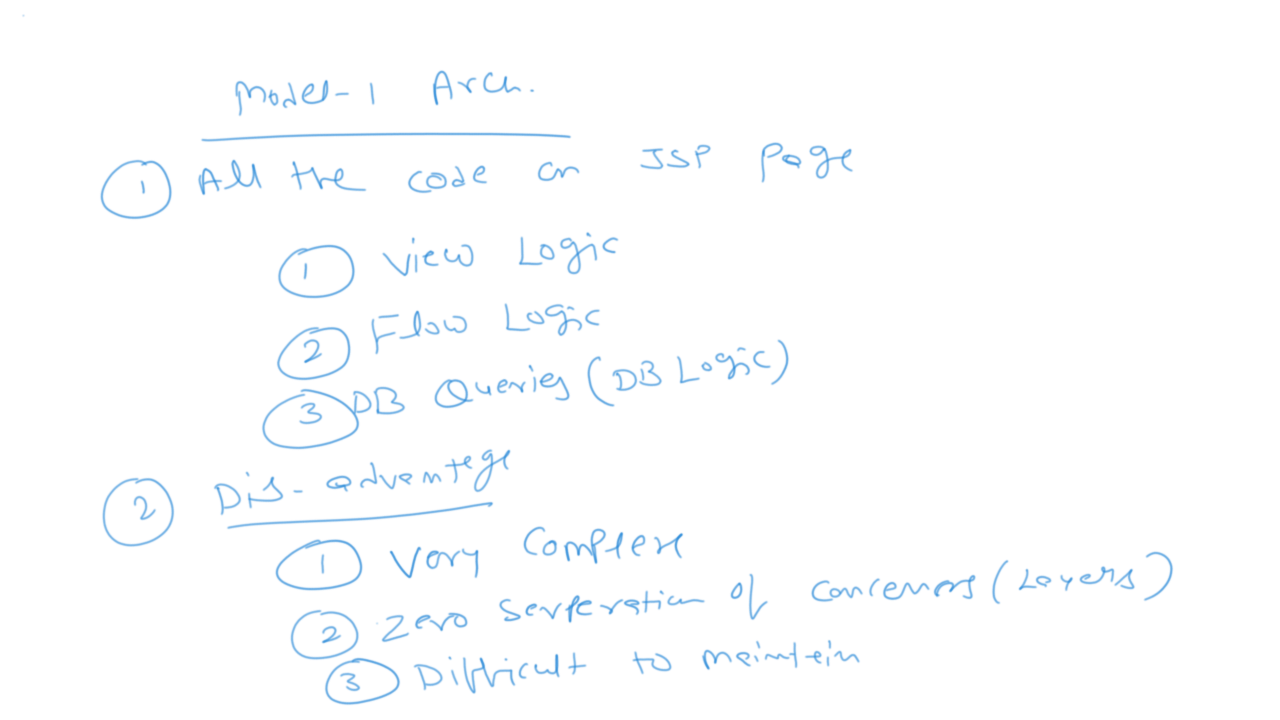 Model-1 Arch.
1 All the code on JSP Page
1 View Logic
2 Flow Logic
3 DB Queries (DB Logic)
2 Dis-advantege
1 Very Complex
2 Zero serperation of concerners (Layers)
3 Difficult to maintain